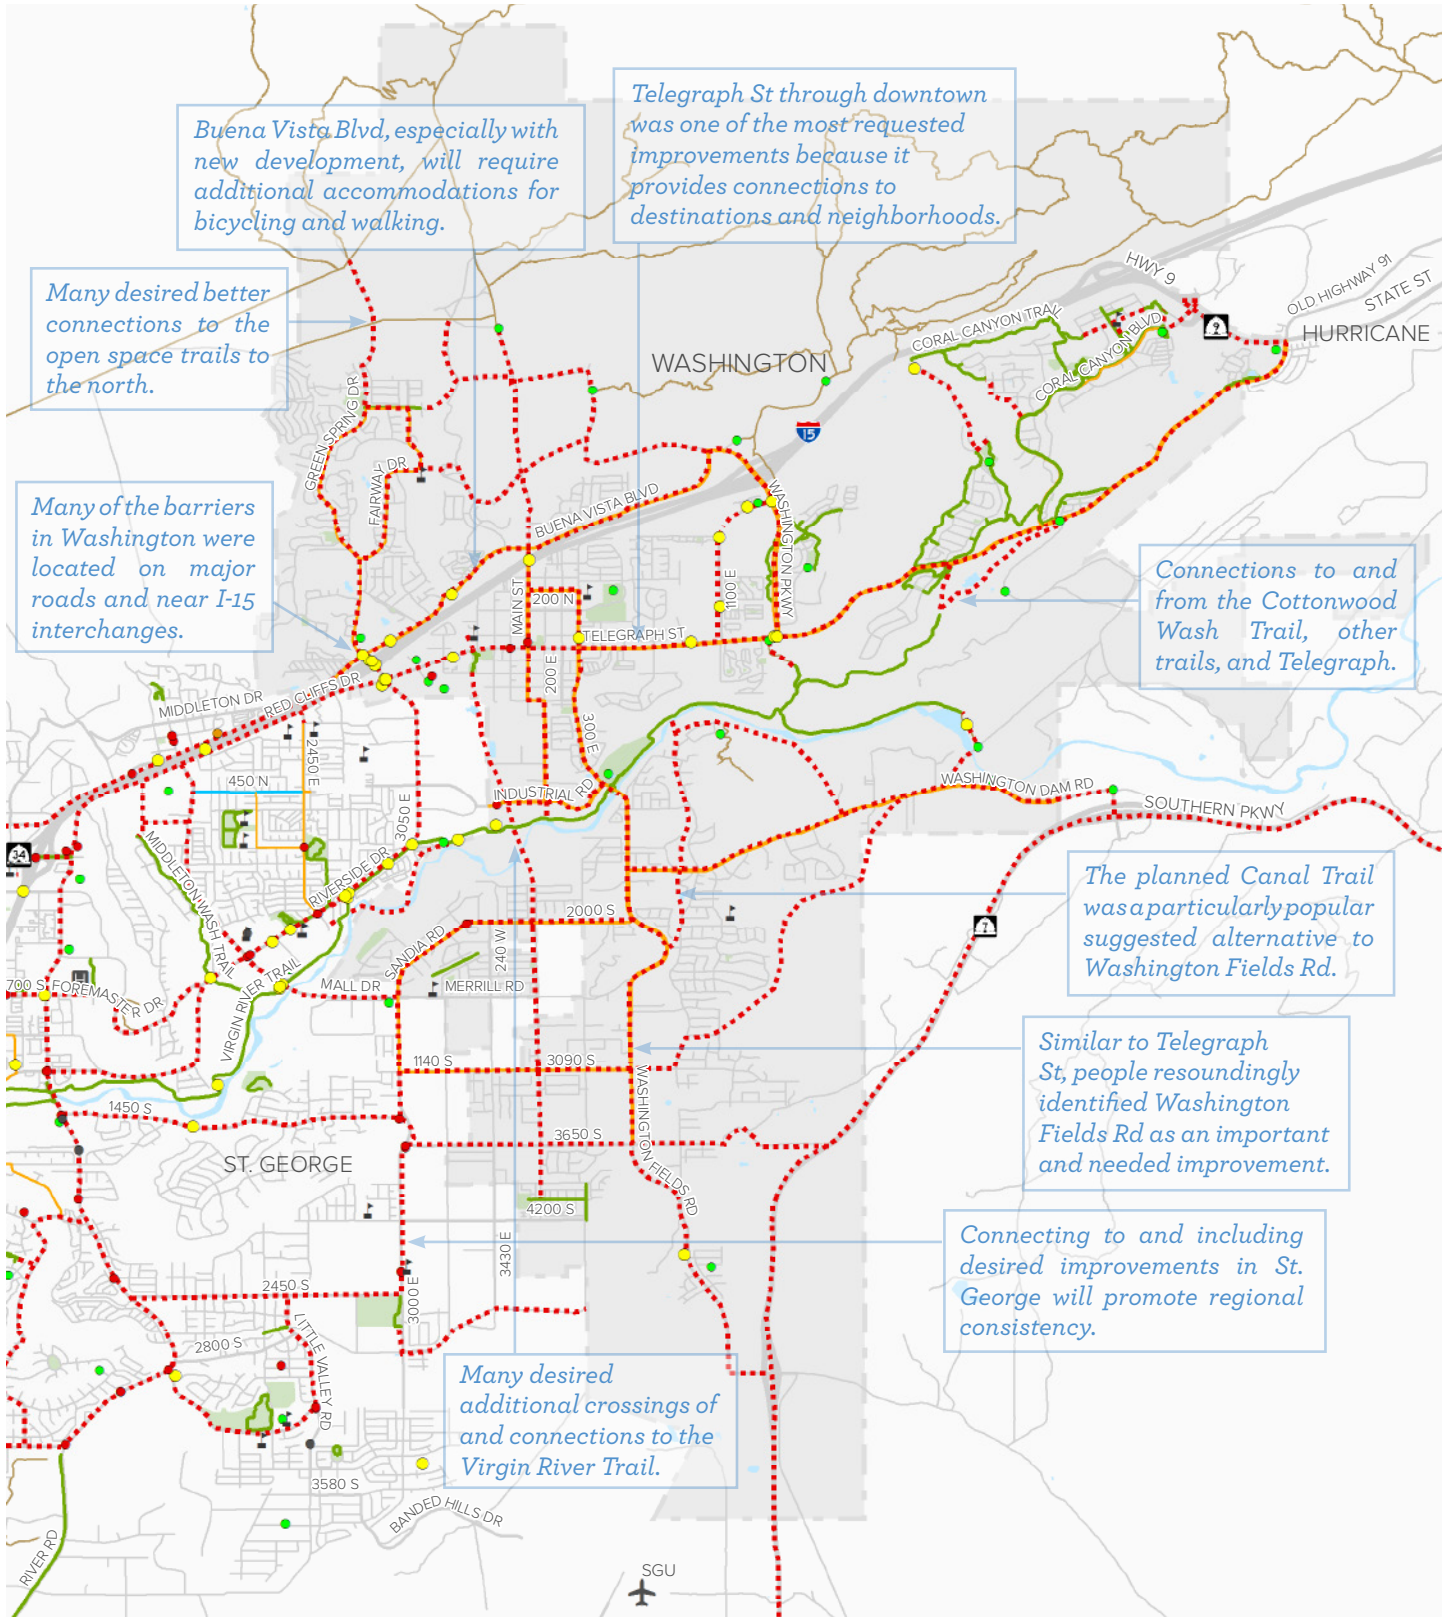 Telegraph St through downtown
was one of the most requested
improvements because it
provides connections to
destinations and neighborhoods.
Buena Vista Blvd, especially with
new development, will require
additional accommodations for
bicycling and walking.
Many desired better
connections to the
open space trails to
the north.
HWY 9
OLD HIGHWAY 91
STATE ST
9
HURRICANE
CORAL CANYON TRAIL
CORAL CANYON BLVD
WASHINGTON
15
GREEN SPRING DR
FAIRWAY DR
BUENA VISTA BLVD
WASHINGTON PKWY
Many of the barriers
in Washington were
located on major
roads and near I-15
interchanges.
MAIN ST
200 N
1100 E
TELEGRAPH ST
200 E
300 E
Connections to and
from the Cottonwood
Wash Trail, other
trails, and Telegraph.
MIDDLETON DR
RED CLIFFS DR
2450 E
450 N
3050 E
INDUSTRIAL RD
WASHINGTON DAM RD
SOUTHERN PKWY
34
MIDDLETON WASH TRAIL
RIVERSIDE DR
2000 S
SANDIA RD
240 W
The planned Canal Trail
was a particularly popular
suggested alternative to
Washington Fields Rd.
7
700 S
FOREMASTER DR
H
VIRGIN RIVER TRAIL
MALL DR
MERRILL RD
1140 S
3090 S
WASHINGTON FIELDS RD
Similar to Telegraph
St, people resoundingly
identified Washington
Fields Rd as an important
and needed improvement.
1450 S
3650 S
ST. GEORGE
4200 S
3430 E
3000 E
Connecting to and including
desired improvements in St.
George will promote regional
consistency.
2450 S
2800 S
LITTLE VALLEY RD
Many desired
additional crossings of
and connections to the
Virgin River Trail.
3580 S
BANDED HILLS DR
RIVER RD
SGU